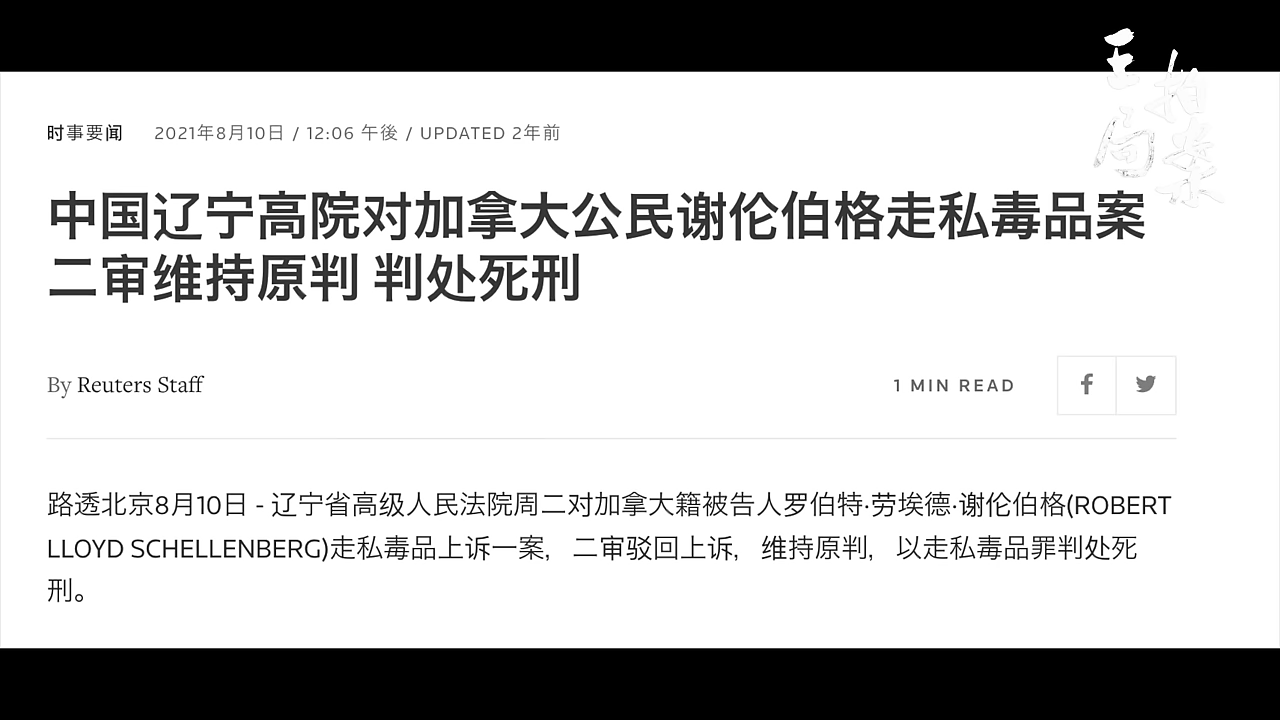 时事要闻 2021年8月10日 / 12:06 午後 / UPDATED 2年前
中国辽宁高院对加拿大公民谢伦伯格走私毒品案
二审维持原判 判处死刑
By Reuters Staff
1 MIN READ
路透北京8月10日 - 辽宁省高级人民法院周二对加拿大籍被告人罗伯特·劳埃德·谢伦伯格(ROBERT
LLOYD SCHELLENBERG)走私毒品上诉一案，二审驳回上诉，维持原判，以走私毒品罪判处死
刑。